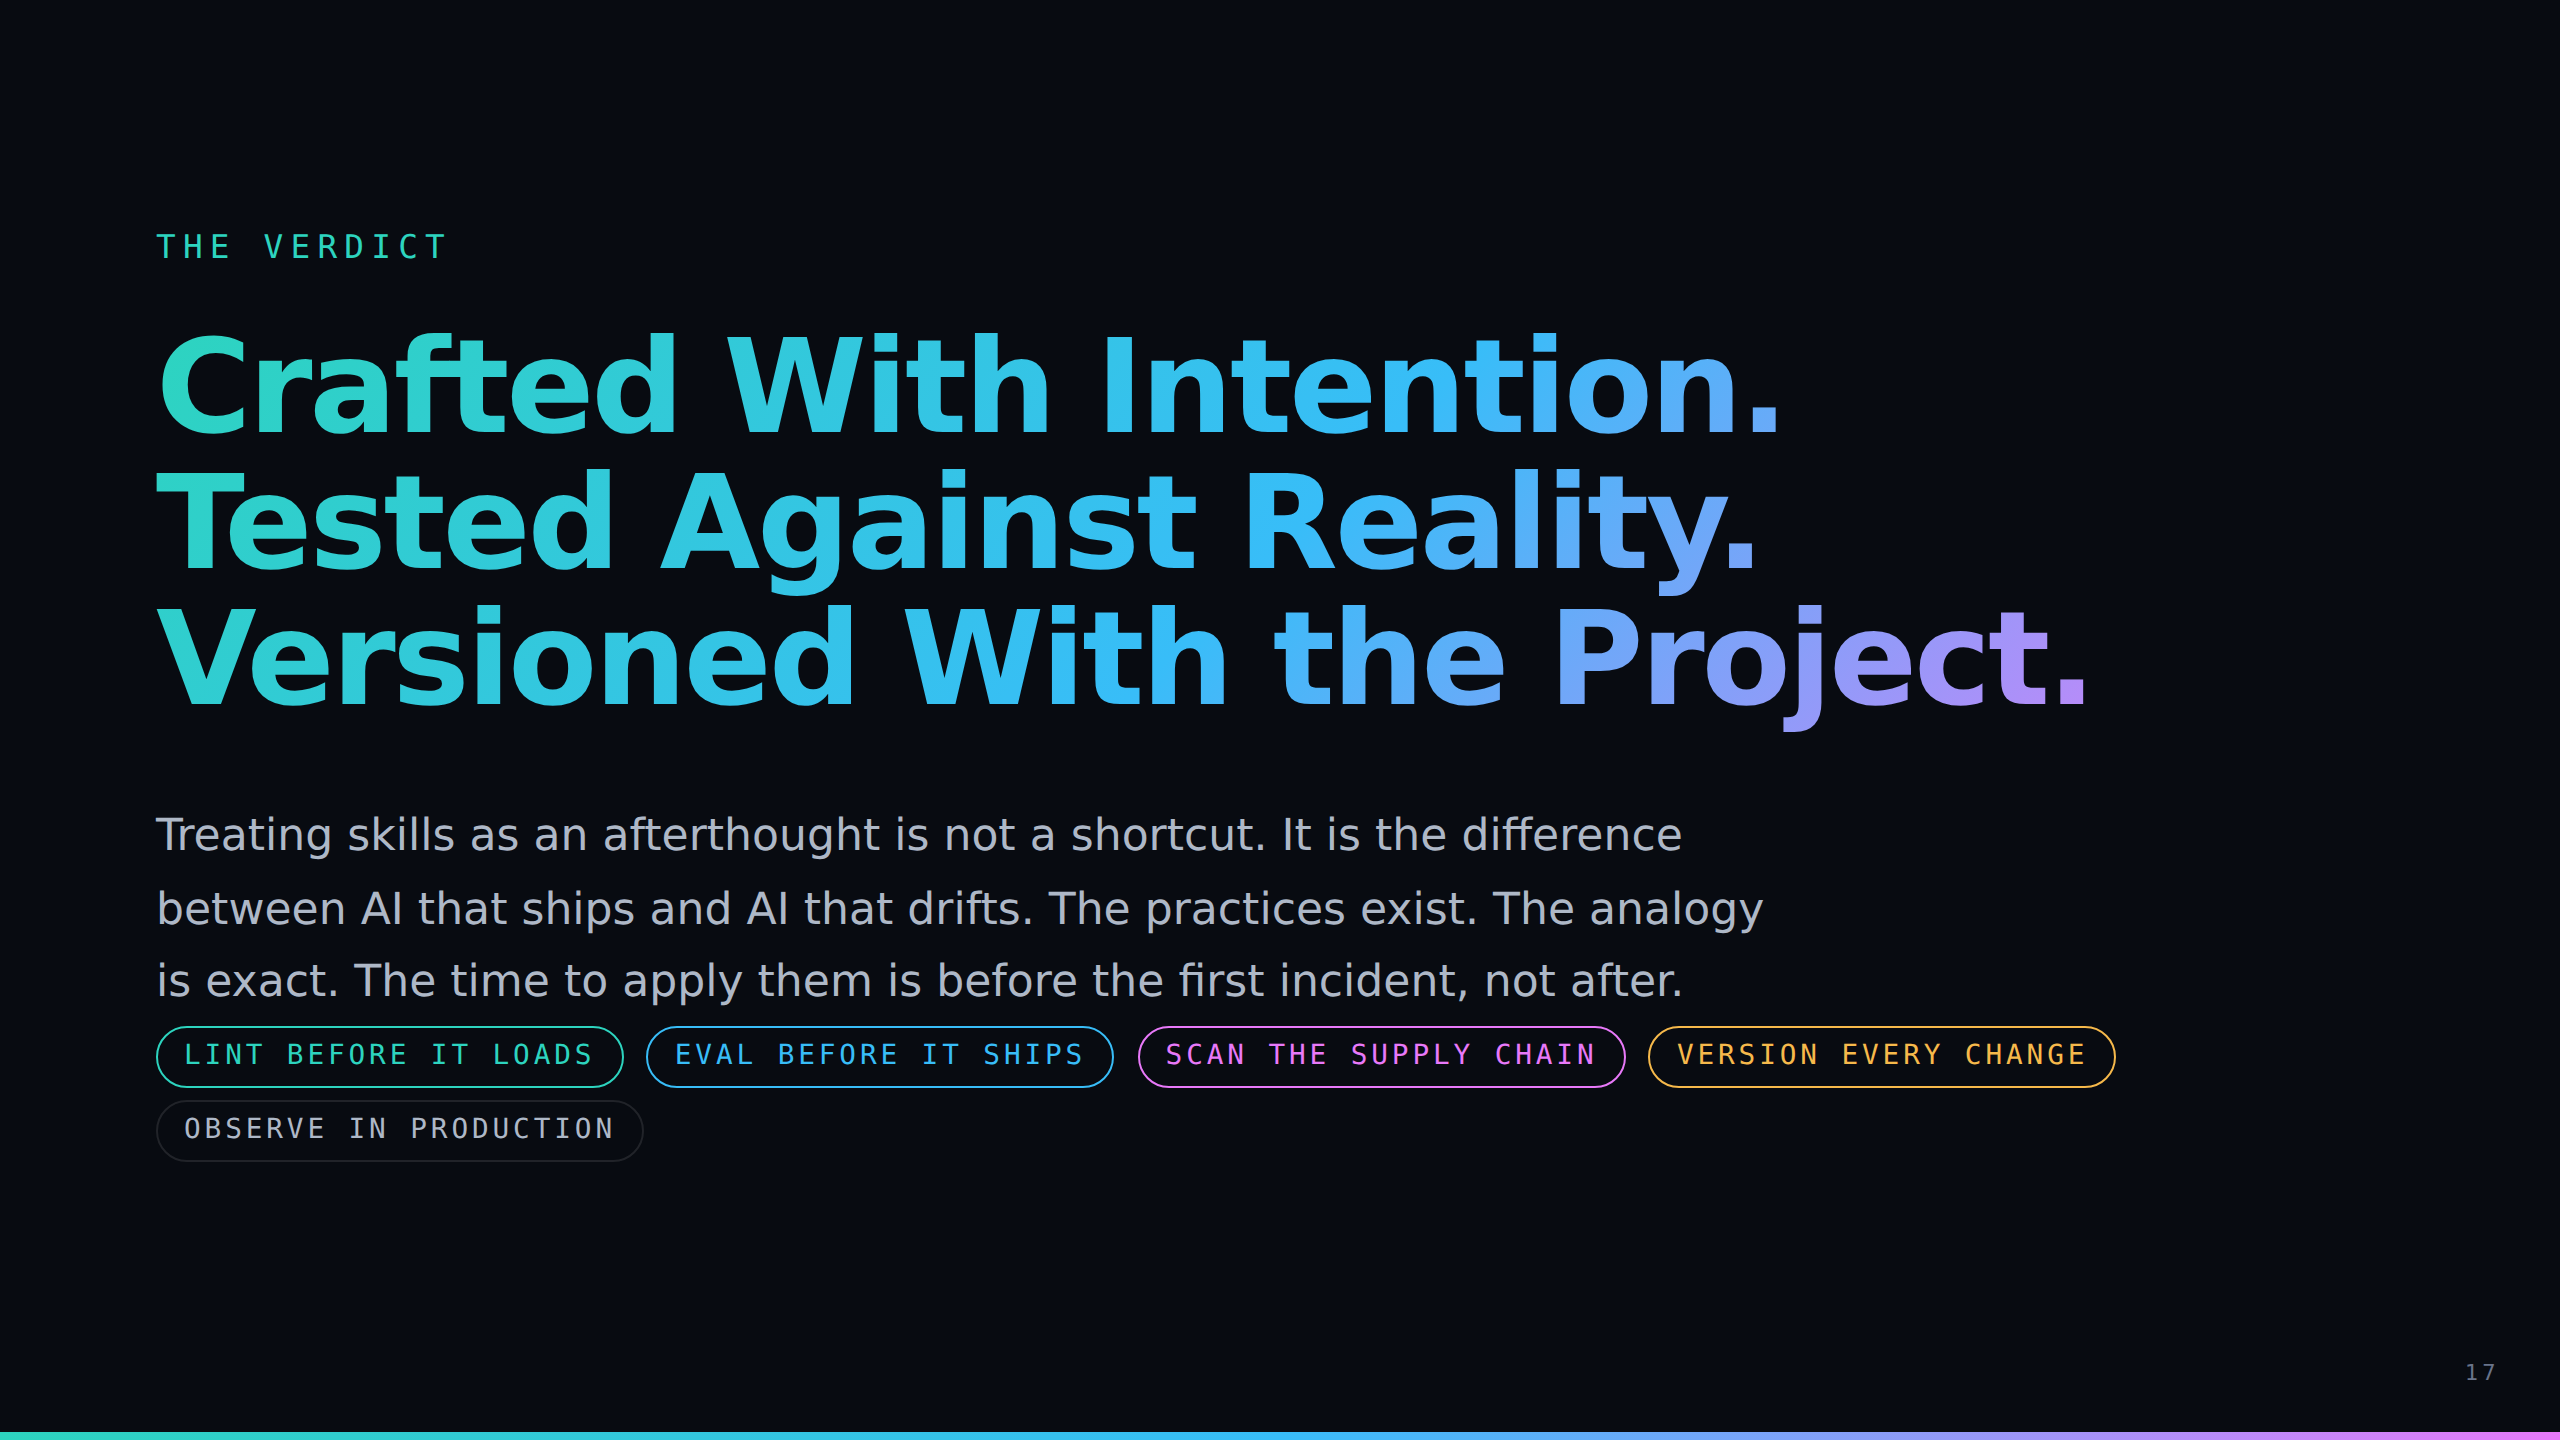 THE VERDICT
Crafted With Intention.
Tested Against Reality.
Versioned With the Project.
Treating skills as an afterthought is not a shortcut. It is the difference
between AI that ships and AI that drifts. The practices exist. The analogy
is exact. The time to apply them is before the first incident, not after.
LINT BEFORE IT LOADS
EVAL BEFORE IT SHIPS
SCAN THE SUPPLY CHAIN
VERSION EVERY CHANGE
OBSERVE IN PRODUCTION
17